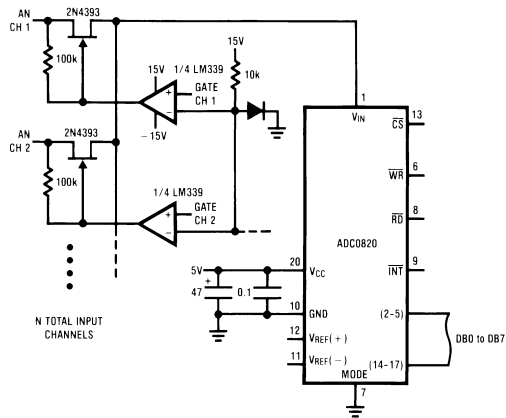 AN
CH 1
2N4393
100k
15V
1/4 LM339
+
−
GATE
CH 1
−15V
15V
10k
AN
CH 2
2N4393
100k
1/4 LM339
+
−
GATE
CH 2
N TOTAL INPUT
CHANNELS
5V
+
47
0.1
1
VIN
CS 13
WR 6
RD 8
ADC0820
INT 9
20 VCC
10 GND
(2-5)
12 VREF(+)
11 VREF(−)
(14-17)
DB0 to DB7
MODE
7